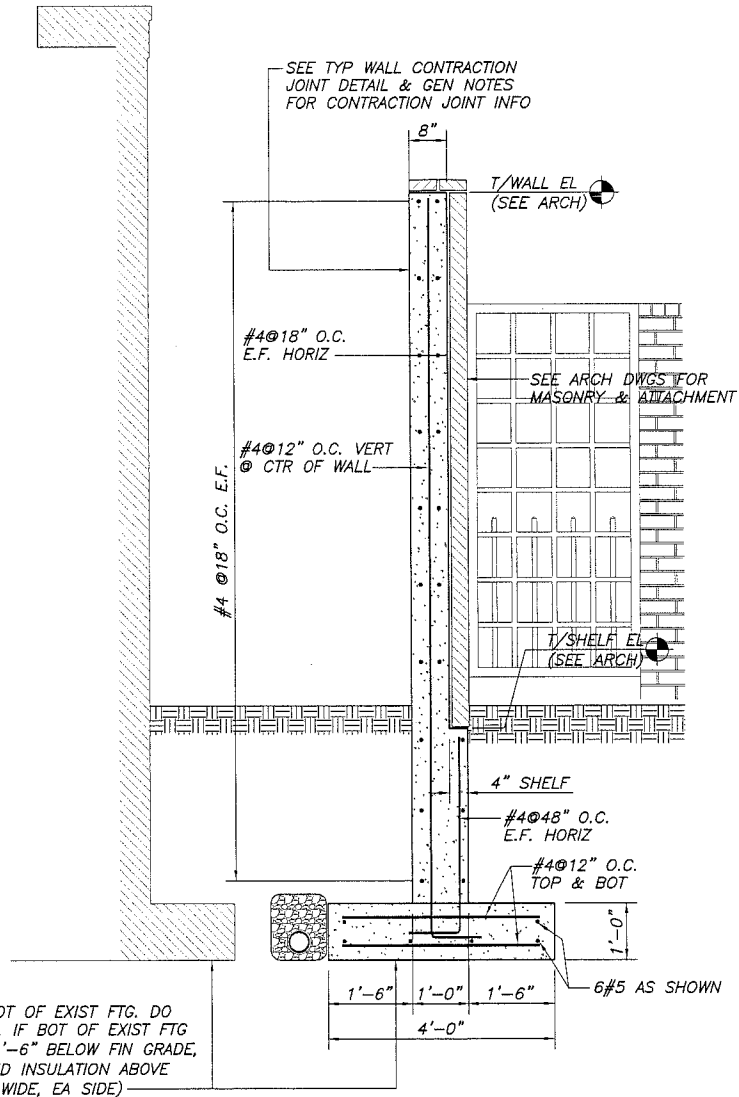 SEE TYP WALL CONTRACTION
JOINT DETAIL & GEN NOTES
FOR CONTRACTION JOINT INFO
8"
T/WALL EL
(SEE ARCH)
#4@18" O.C.
E.F. HORIZ
SEE ARCH DWGS FOR
MASONRY & ATTACHMENT
#4@12" O.C. VERT
@ CTR OF WALL
#4 @18" O.C. E.F.
T/SHELF EL
(SEE ARCH)
4" SHELF
#4@48" O.C.
E.F. HORIZ
#4@12" O.C.
TOP & BOT
1'-0"
6#5 AS SHOWN
1'-6"
1'-0"
1'-6"
4'-0"
OT OF EXIST FTG. DO
IF BOT OF EXIST FTG
'-6" BELOW FIN GRADE,
D INSULATION ABOVE
WIDE, EA SIDE)